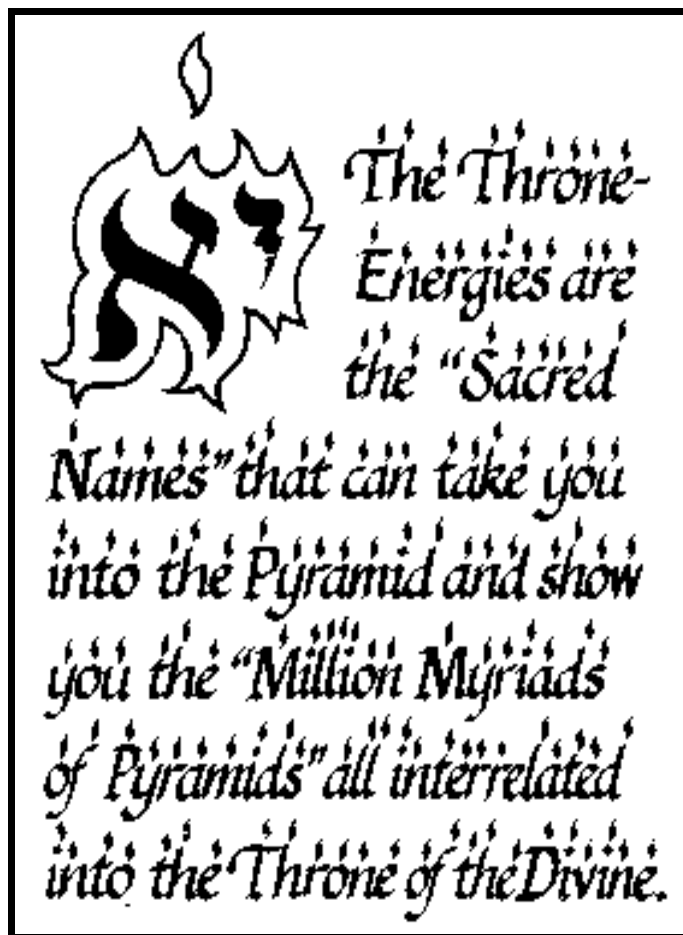 יא
The Throne-
Energies are
the “Sacred
Names” that can take you
into the Pyramid and show
you the “Million Myriads
of Pyramids” all interrelated
into the Throne of the Divine.